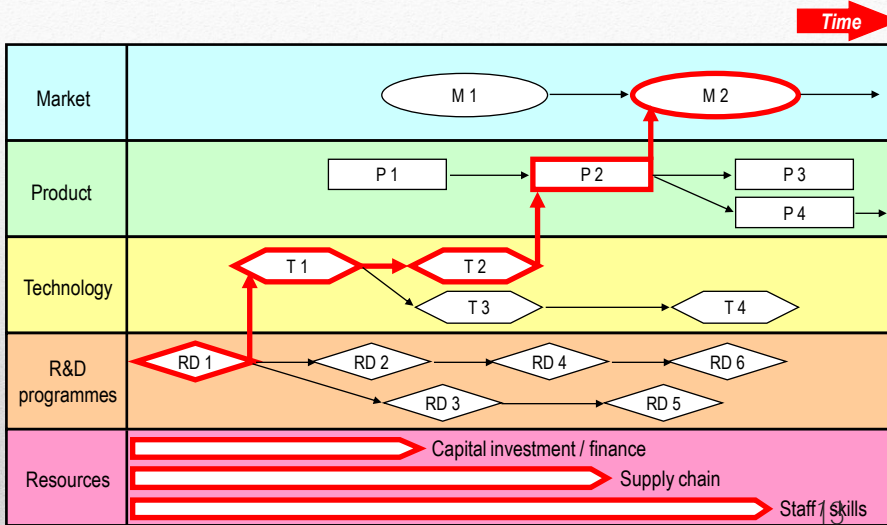 Time
Market
M 1
M 2
Product
P 1
P 2
P 3
P 4
Technology
T 1
T 2
T 3
T 4
R&D
programmes
RD 1
RD 2
RD 4
RD 6
RD 3
RD 5
Resources
Capital investment / finance
Supply chain
Staff / skills